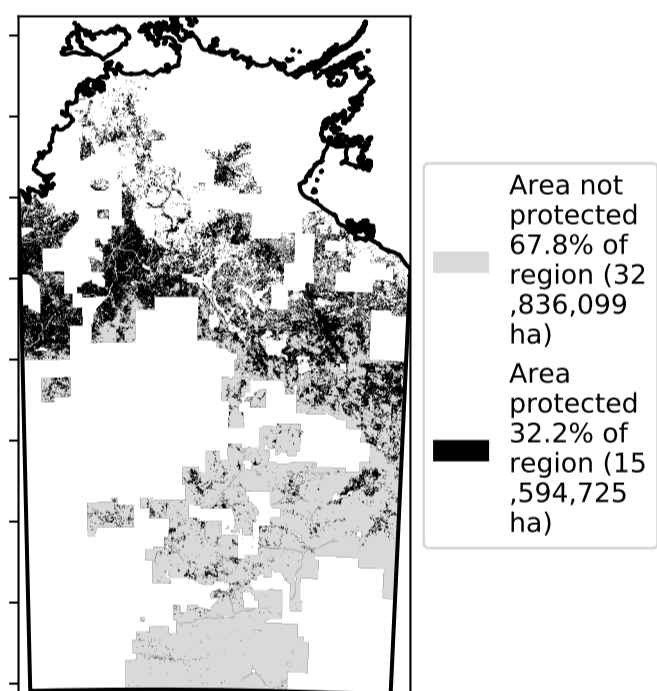 Area not
protected
67.8% of
region (32
,836,099
ha)
Area
protected
32.2% of
region (15
,594,725
ha)